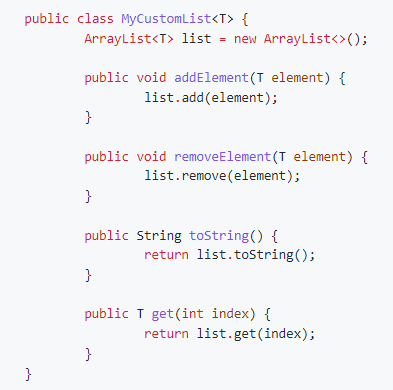 public class MyCustomList<T> {
ArrayList<T> list = new ArrayList<>();
public void addElement(T element) {
list.add(element);
}
public void removeElement(T element) {
list.remove(element);
}
public String toString() {
return list.toString();
}
public T get(int index) {
return list.get(index);
}
}